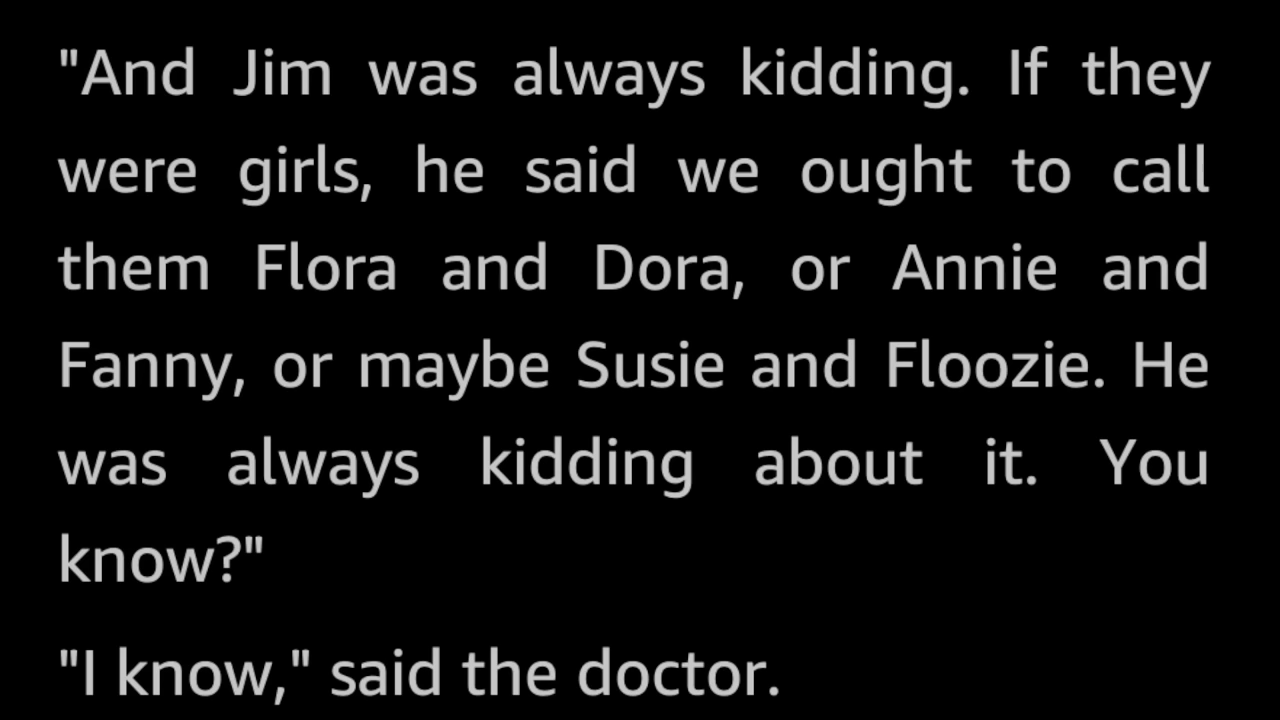 "And Jim was always kidding. If they
were girls, he said we ought to call
them Flora and Dora, or Annie and
Fanny, or maybe Susie and Floozie. He
was always kidding about it. You
know?"
"I know," said the doctor.